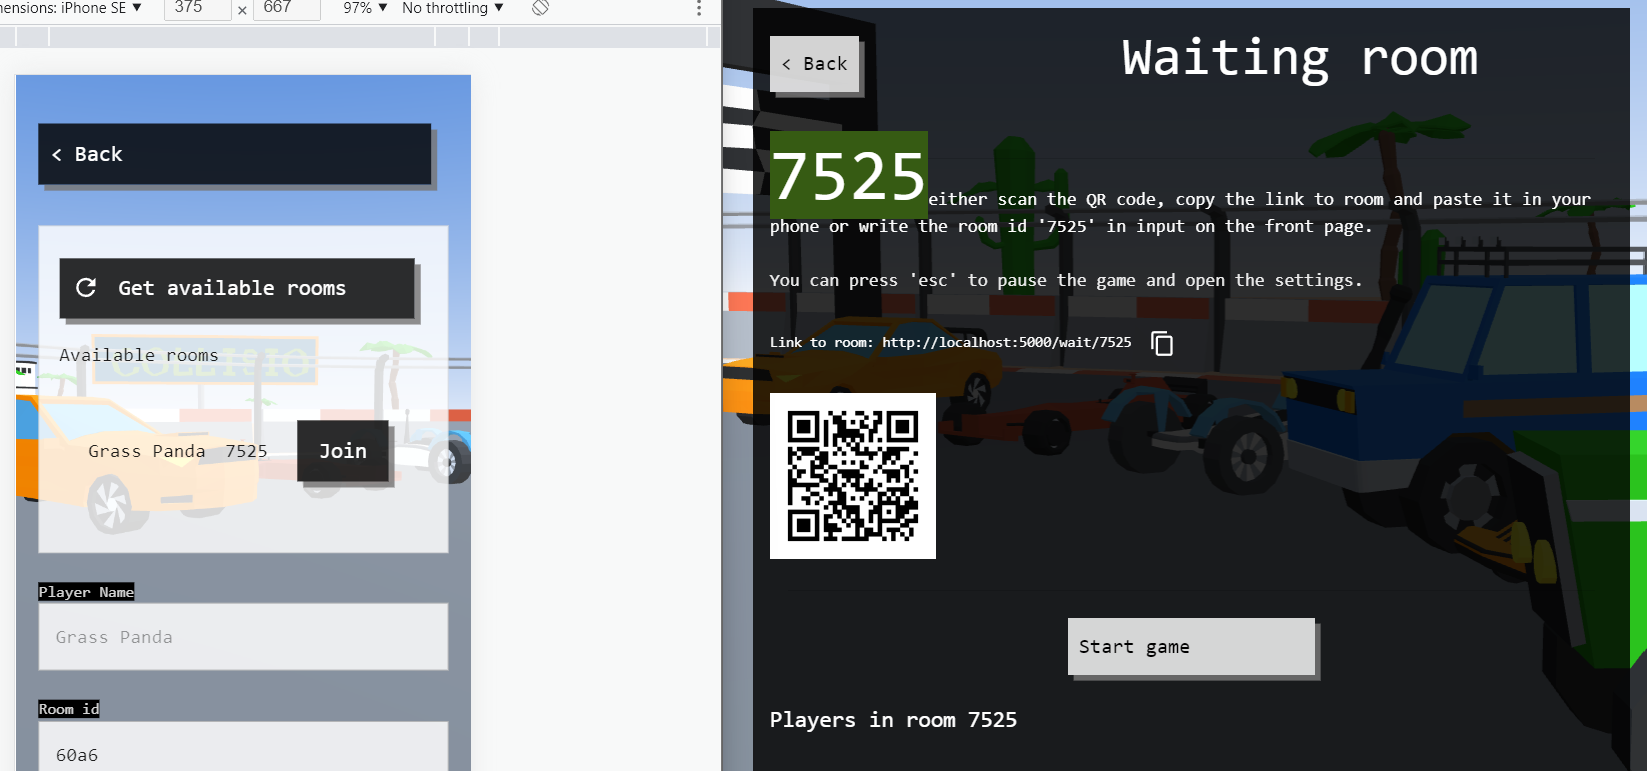 nensions: iPhone SE ▼ 375 × 667 97% ▼ No throttling ▼
< Back
Get available rooms
Available rooms
COLLISIO
Grass Panda 7525 Join
Player Name
Grass Panda
Room id
60a6
< Back
Waiting room
7525 either scan the QR code, copy the link to room and paste it in your
phone or write the room id '7525' in input on the front page.
You can press 'esc' to pause the game and open the settings.
Link to room: http://localhost:5000/wait/7525
Start game
Players in room 7525